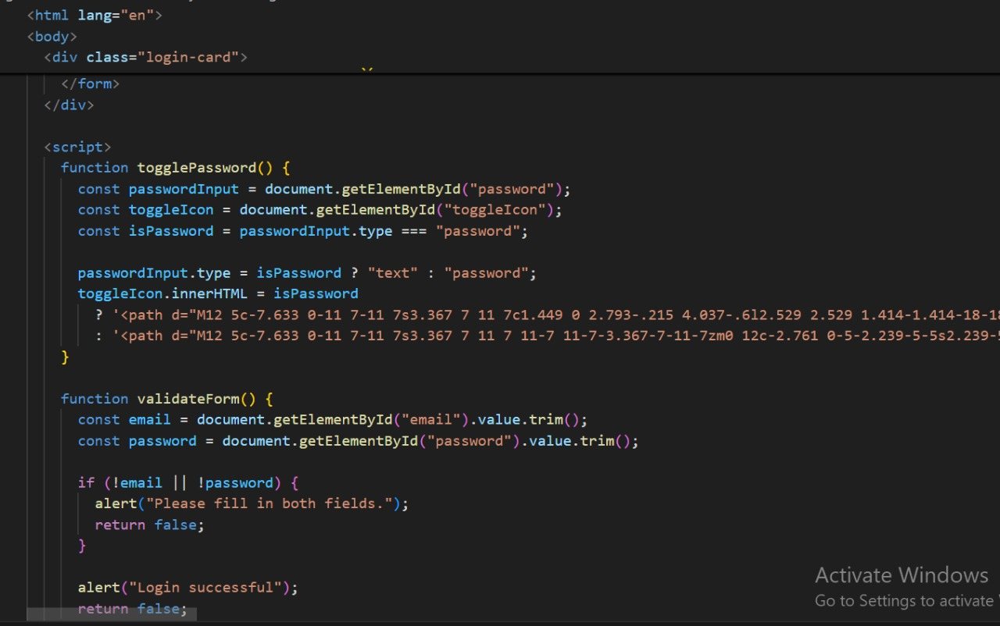 <html lang="en">
<body>
<div class="login-card">
</form>
</div>
<script>
function togglePassword() {
const passwordInput = document.getElementById("password");
const toggleIcon = document.getElementById("toggleIcon");
const isPassword = passwordInput.type === "password";
passwordInput.type = isPassword ? "text" : "password";
toggleIcon.innerHTML = isPassword
? '<path d="M12 5c-7.633 0-11 7-11 7s3.367 7 11 7c1.449 0 2.793-.215 4.037-.6l2.529 2.529 1.414-1.414-18-18
: '<path d="M12 5c-7.633 0-11 7-11 7s3.367 7 11 7 11-7 11-7-3.367-7-11-7zm0 12c-2.761 0-5-2.239-5-5s2.239-5
}
function validateForm() {
const email = document.getElementById("email").value.trim();
const password = document.getElementById("password").value.trim();
if (!email || !password) {
alert("Please fill in both fields.");
return false;
}
alert("Login successful");
return false;
Activate Windows
Go to Settings to activate